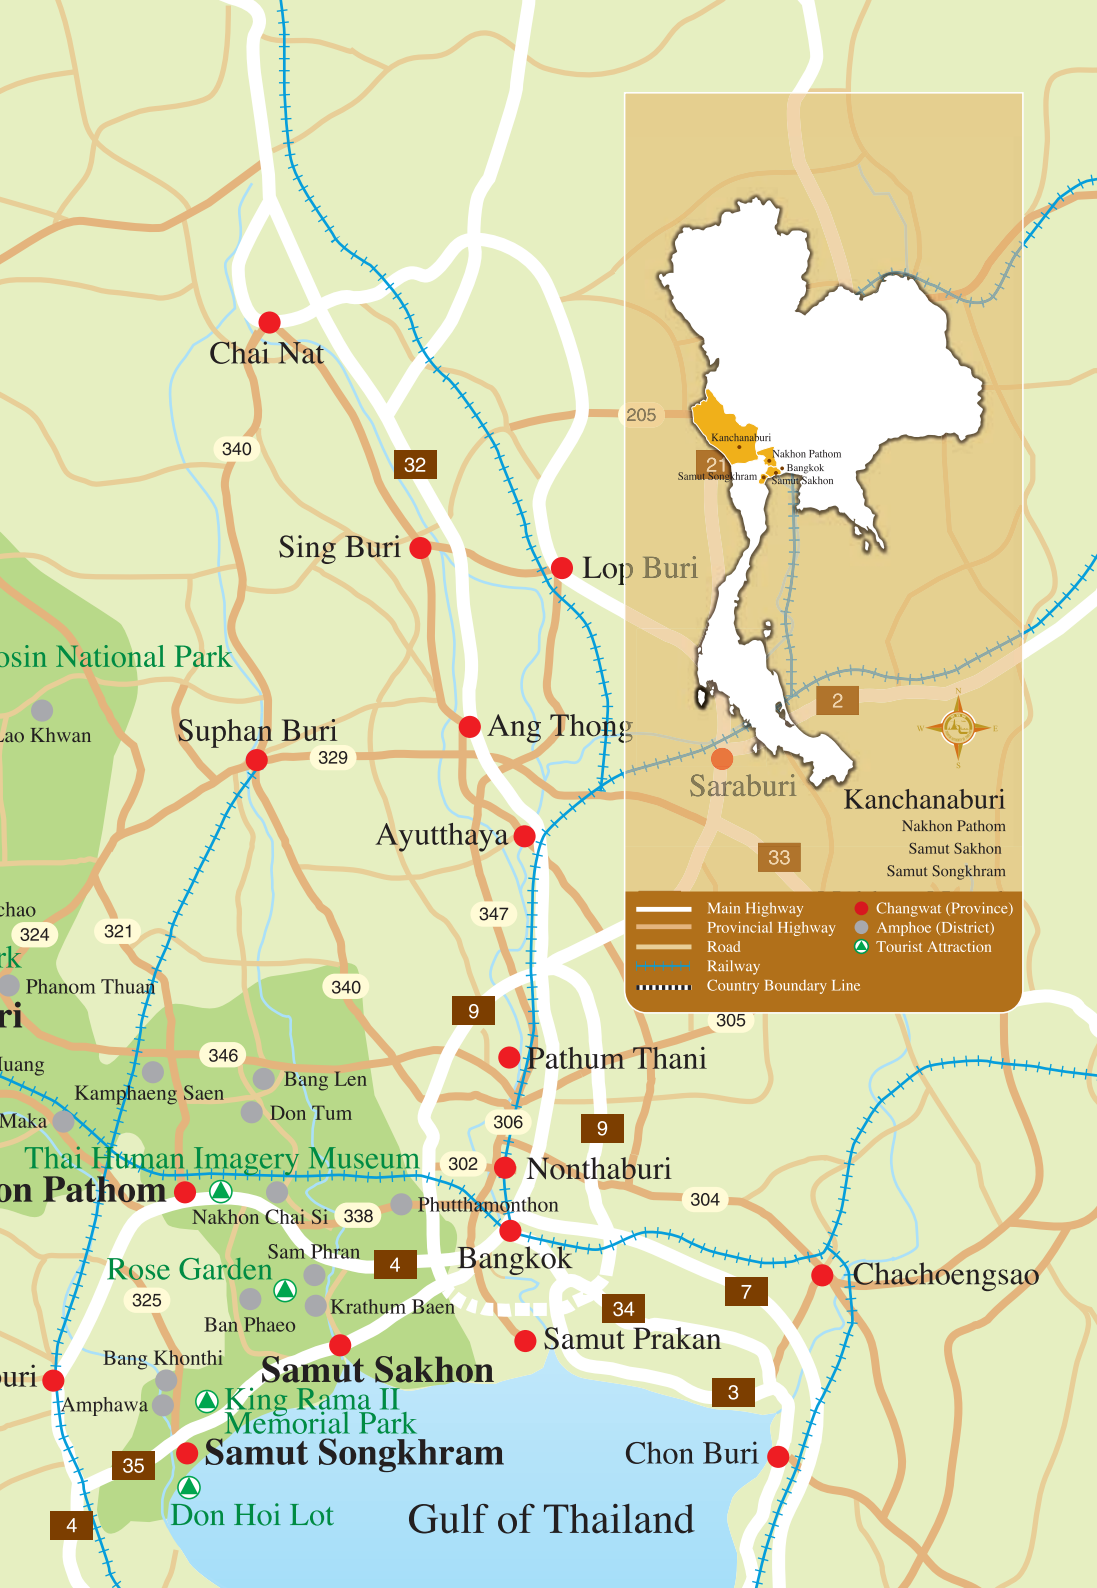 Chai Nat
205
340
32
Kanchanaburi
Nakhon Pathom
21
Bangkok
Samut Songkhram
Samut Sakhon
Sing Buri
Lop Buri
osin National Park
2
N
W
E
S
Lao Khwan
Suphan Buri
Ang Thong
329
Saraburi
Kanchanaburi
Nakhon Pathom
Samut Sakhon
Samut Songkhram
Ayutthaya
33
chao
324
321
347
Main Highway
Provincial Highway
Road
Railway
Country Boundary Line
Changwat (Province)
Amphoe (District)
Tourist Attraction
rk
Phanom Thuan
340
ri
9
305
346
Pathum Thani
Huang
Kamphaeng Saen
Bang Len
Don Tum
Maka
306
9
Thai Human Imagery Museum
302
Nonthaburi
on Pathom
304
Nakhon Chai Si
338
Phutthamonthon
Sam Phran
4
Bangkok
Rose Garden
Chachoengsao
7
325
Krathum Baen
34
Ban Phaeo
Samut Prakan
Bang Khonthi
Samut Sakhon
buri
3
Amphawa
King Rama II
Memorial Park
Samut Songkhram
Chon Buri
35
Don Hoi Lot
Gulf of Thailand
4